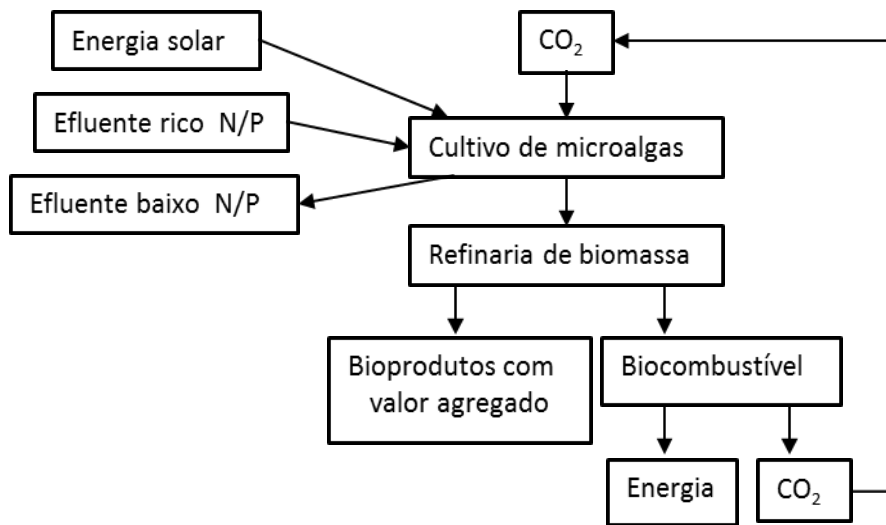 Energia solar
CO₂
Efluente rico N/P
Cultivo de microalgas
Efluente baixo N/P
Refinaria de biomassa
Bioprodutos com
valor agregado
Biocombustível
Energia
CO₂